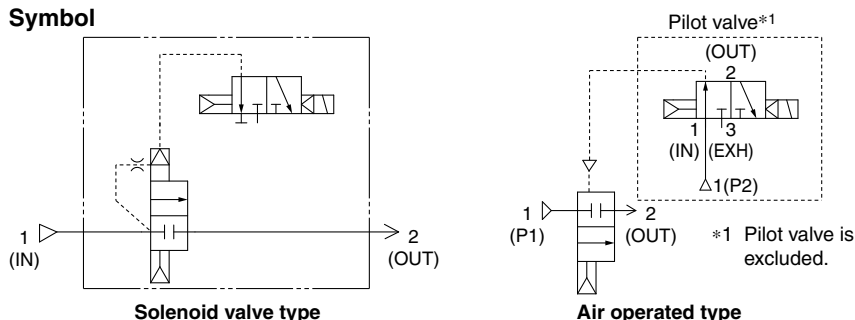 Symbol
Pilot valve*1
(OUT)
2
1 3
(IN) (EXH)
1(P2)
1
(IN)
2
(OUT)
1
(P1)
2
(OUT)
*1 Pilot valve is
excluded.
Solenoid valve type
Air operated type